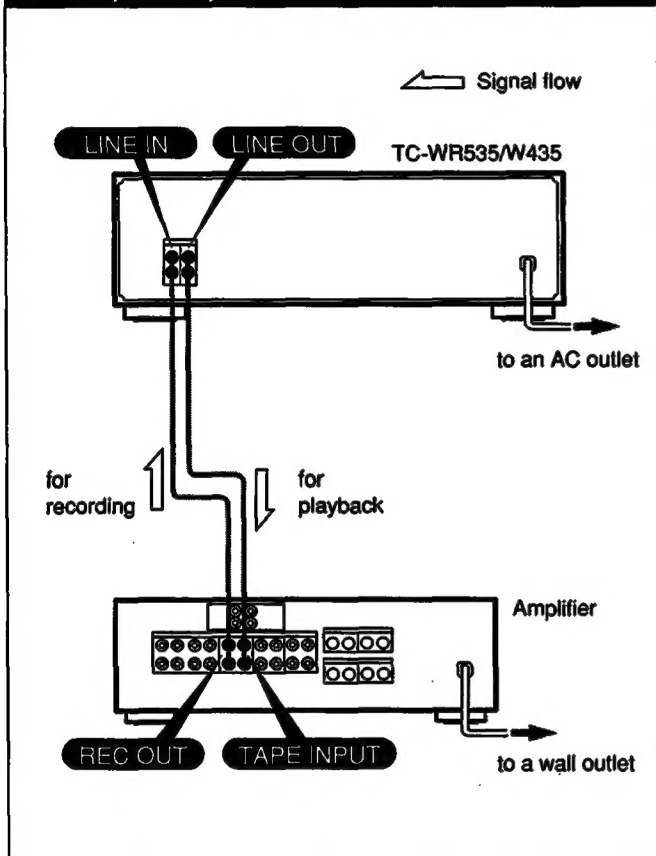 Signal flow
LINE IN LINE OUT
TC-WR535/W435
to an AC outlet
for
recording
for
playback
Amplifier
REC OUT TAPE INPUT
to a wall outlet